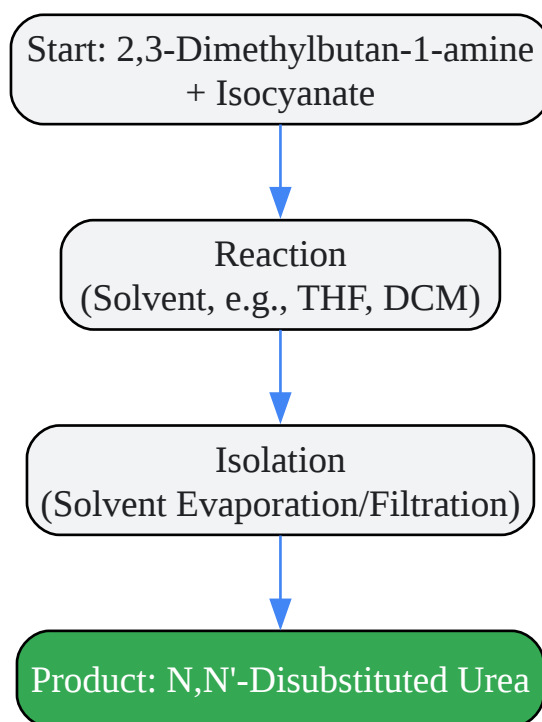 Start: 2,3-Dimethylbutan-1-amine
+ Isocyanate
Reaction
(Solvent, e.g., THF, DCM)
Isolation
(Solvent Evaporation/Filtration)
Product: N,N'-Disubstituted Urea